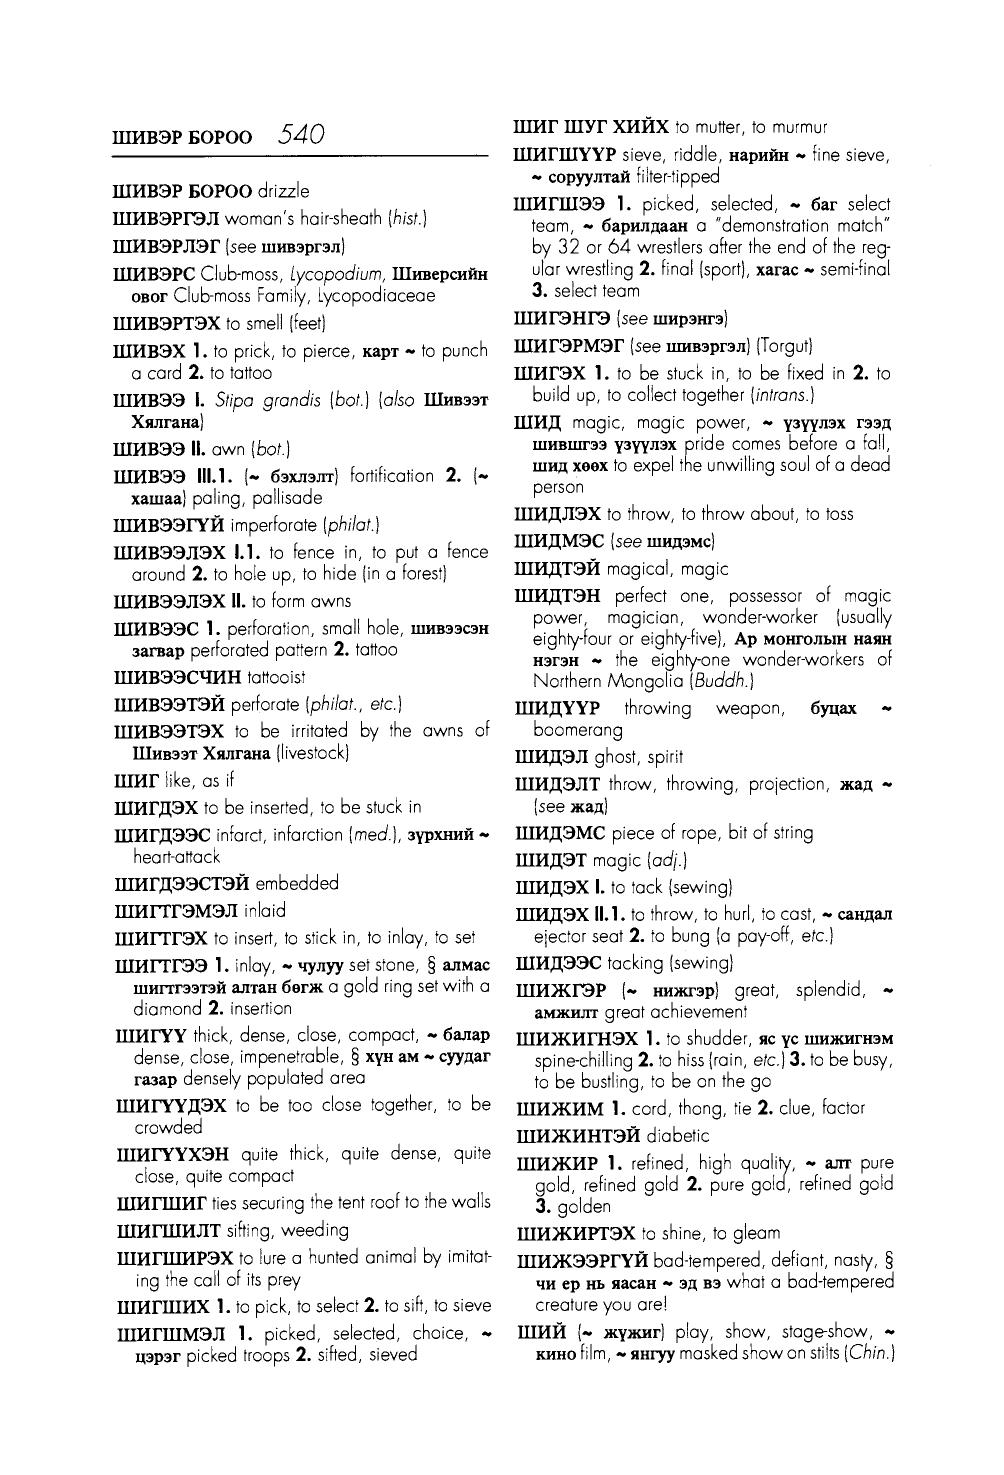 ШИВЭР БОРОО 540
ШИВЭР БОРОО drizzle
ШИВЭРГЭЛ woman's hair-sheath (hist.)
ШИВЭРЛЭГ (see шивэргэл)
ШИВЭРС Club-moss, Lycopodium, Шиверсийн
овог Club-moss Family, Lycopodiaceae
ШИВЭРТЭХ to smell (feet)
ШИВЭХ 1. to prick, to pierce, карт ~ to punch
a card 2. to tattoo
ШИВЭЭ I. Stipa grandis (bot.) (also Шивээт
Хялгана)
ШИВЭЭ II. awn (bot.)
ШИВЭЭ III.1. (~ бэхлэлт) fortification 2. (~
хашаа) paling, pallisade
ШИВЭЭГҮЙ imperforate (philat.)
ШИВЭЭЛЭХ I.1. to fence in, to put a fence
around 2. to hole up, to hide (in a forest)
ШИВЭЭЛЭХ II. to form awns
ШИВЭЭС 1. perforation, small hole, шивээсэн
загвар perforated pattern 2. tattoo
ШИВЭЭСЧИН tattooist
ШИВЭЭТЭЙ perforate (philat., etc.)
ШИВЭЭТЭХ to be irritated by the awns of
Шивээт Хялгана (livestock)
ШИГ like, as if
ШИГДЭХ to be inserted, to be stuck in
ШИГДЭЭС infarct, infarction (med.), зүрхний ~
heart-attack
ШИГДЭЭСТЭЙ embedded
ШИГТГЭМЭЛ inlaid
ШИГТГЭХ to insert, to stick in, to inlay, to set
ШИГТГЭЭ 1. inlay, ~ чулуу set stone, § алмас
шигтгээтэй алтан бөгж a gold ring set with a
diamond 2. insertion
ШИГҮҮ thick, dense, close, compact, ~ балар
dense, close, impenetrable, § хүн ам ~ суудаг
газар densely populated area
ШИГҮҮДЭХ to be too close together, to be
crowded
ШИГҮҮХЭН quite thick, quite dense, quite
close, quite compact
ШИГШИГ ties securing the tent roof to the walls
ШИГШИЛТ sifting, weeding
ШИГШИРЭХ to lure a hunted animal by imitat-
ing the call of its prey
ШИГШИХ 1. to pick, to select 2. to sift, to sieve
ШИГШМЭЛ 1. picked, selected, choice, ~
цэрэг picked troops 2. sifted, sieved
ШИГ ШУГ ХИЙХ to mutter, to murmur
ШИГШҮҮР sieve, riddle, нарийн ~ fine sieve,
~ соруултай filter-tipped
ШИГШЭЭ 1. picked, selected, ~ баг select
team, ~ барилдаан a "demonstration match"
by 32 or 64 wrestlers after the end of the reg-
ular wrestling 2. final (sport), хагас ~ semi-final
3. select team
ШИГЭНГЭ (see ширэнгэ)
ШИГЭРМЭГ (see шивэргэл) (Torgut)
ШИГЭХ 1. to be stuck in, to be fixed in 2. to
build up, to collect together (intrans.)
ШИД magic, magic power, ~ үзүүлэх гээд
шившгээ үзүүлэх pride comes before a fall,
шид хөөх to expel the unwilling soul of a dead
person
ШИДЛЭХ to throw, to throw about, to toss
ШИДМЭС (see шидэмс)
ШИДТЭЙ magical, magic
ШИДТЭН perfect one, possessor of magic
power, magician, wonder-worker (usually
eighty-four or eighty-five), Ар монголын наян
нэгэн ~ the eighty-one wonder-workers of
Northern Mongolia (Buddh.)
ШИДҮҮР throwing weapon, буцах ~
boomerang
ШИДЭЛ ghost, spirit
ШИДЭЛТ throw, throwing, projection, жад ~
(see жад)
ШИДЭМС piece of rope, bit of string
ШИДЭТ magic (adj.)
ШИДЭХ I. to tack (sewing)
ШИДЭХ II.1. to throw, to hurl, to cast, ~ сандал
ejector seat 2. to bung (a pay-off, etc.)
ШИДЭЭС tacking (sewing)
ШИЖГЭР (~ нижгэр) great, splendid, ~
амжилт great achievement
ШИЖИГНЭХ 1. to shudder, яс үс шижигнэм
spine-chilling 2. to hiss (rain, etc.) 3. to be busy,
to be bustling, to be on the go
ШИЖИМ 1. cord, thong, tie 2. clue, factor
ШИЖИНТЭЙ diabetic
ШИЖИР 1. refined, high quality, ~ алт pure
gold, refined gold 2. pure gold, refined gold
3. golden
ШИЖИРТЭХ to shine, to gleam
ШИЖЭЭРГҮЙ bad-tempered, defiant, nasty, §
чи ер нь яасан ~ эд вэ what a bad-tempered
creature you are!
ШИЙ (~ жүжиг) play, show, stage-show, ~
кино film, ~ янгуу masked show on stilts (Chin.)